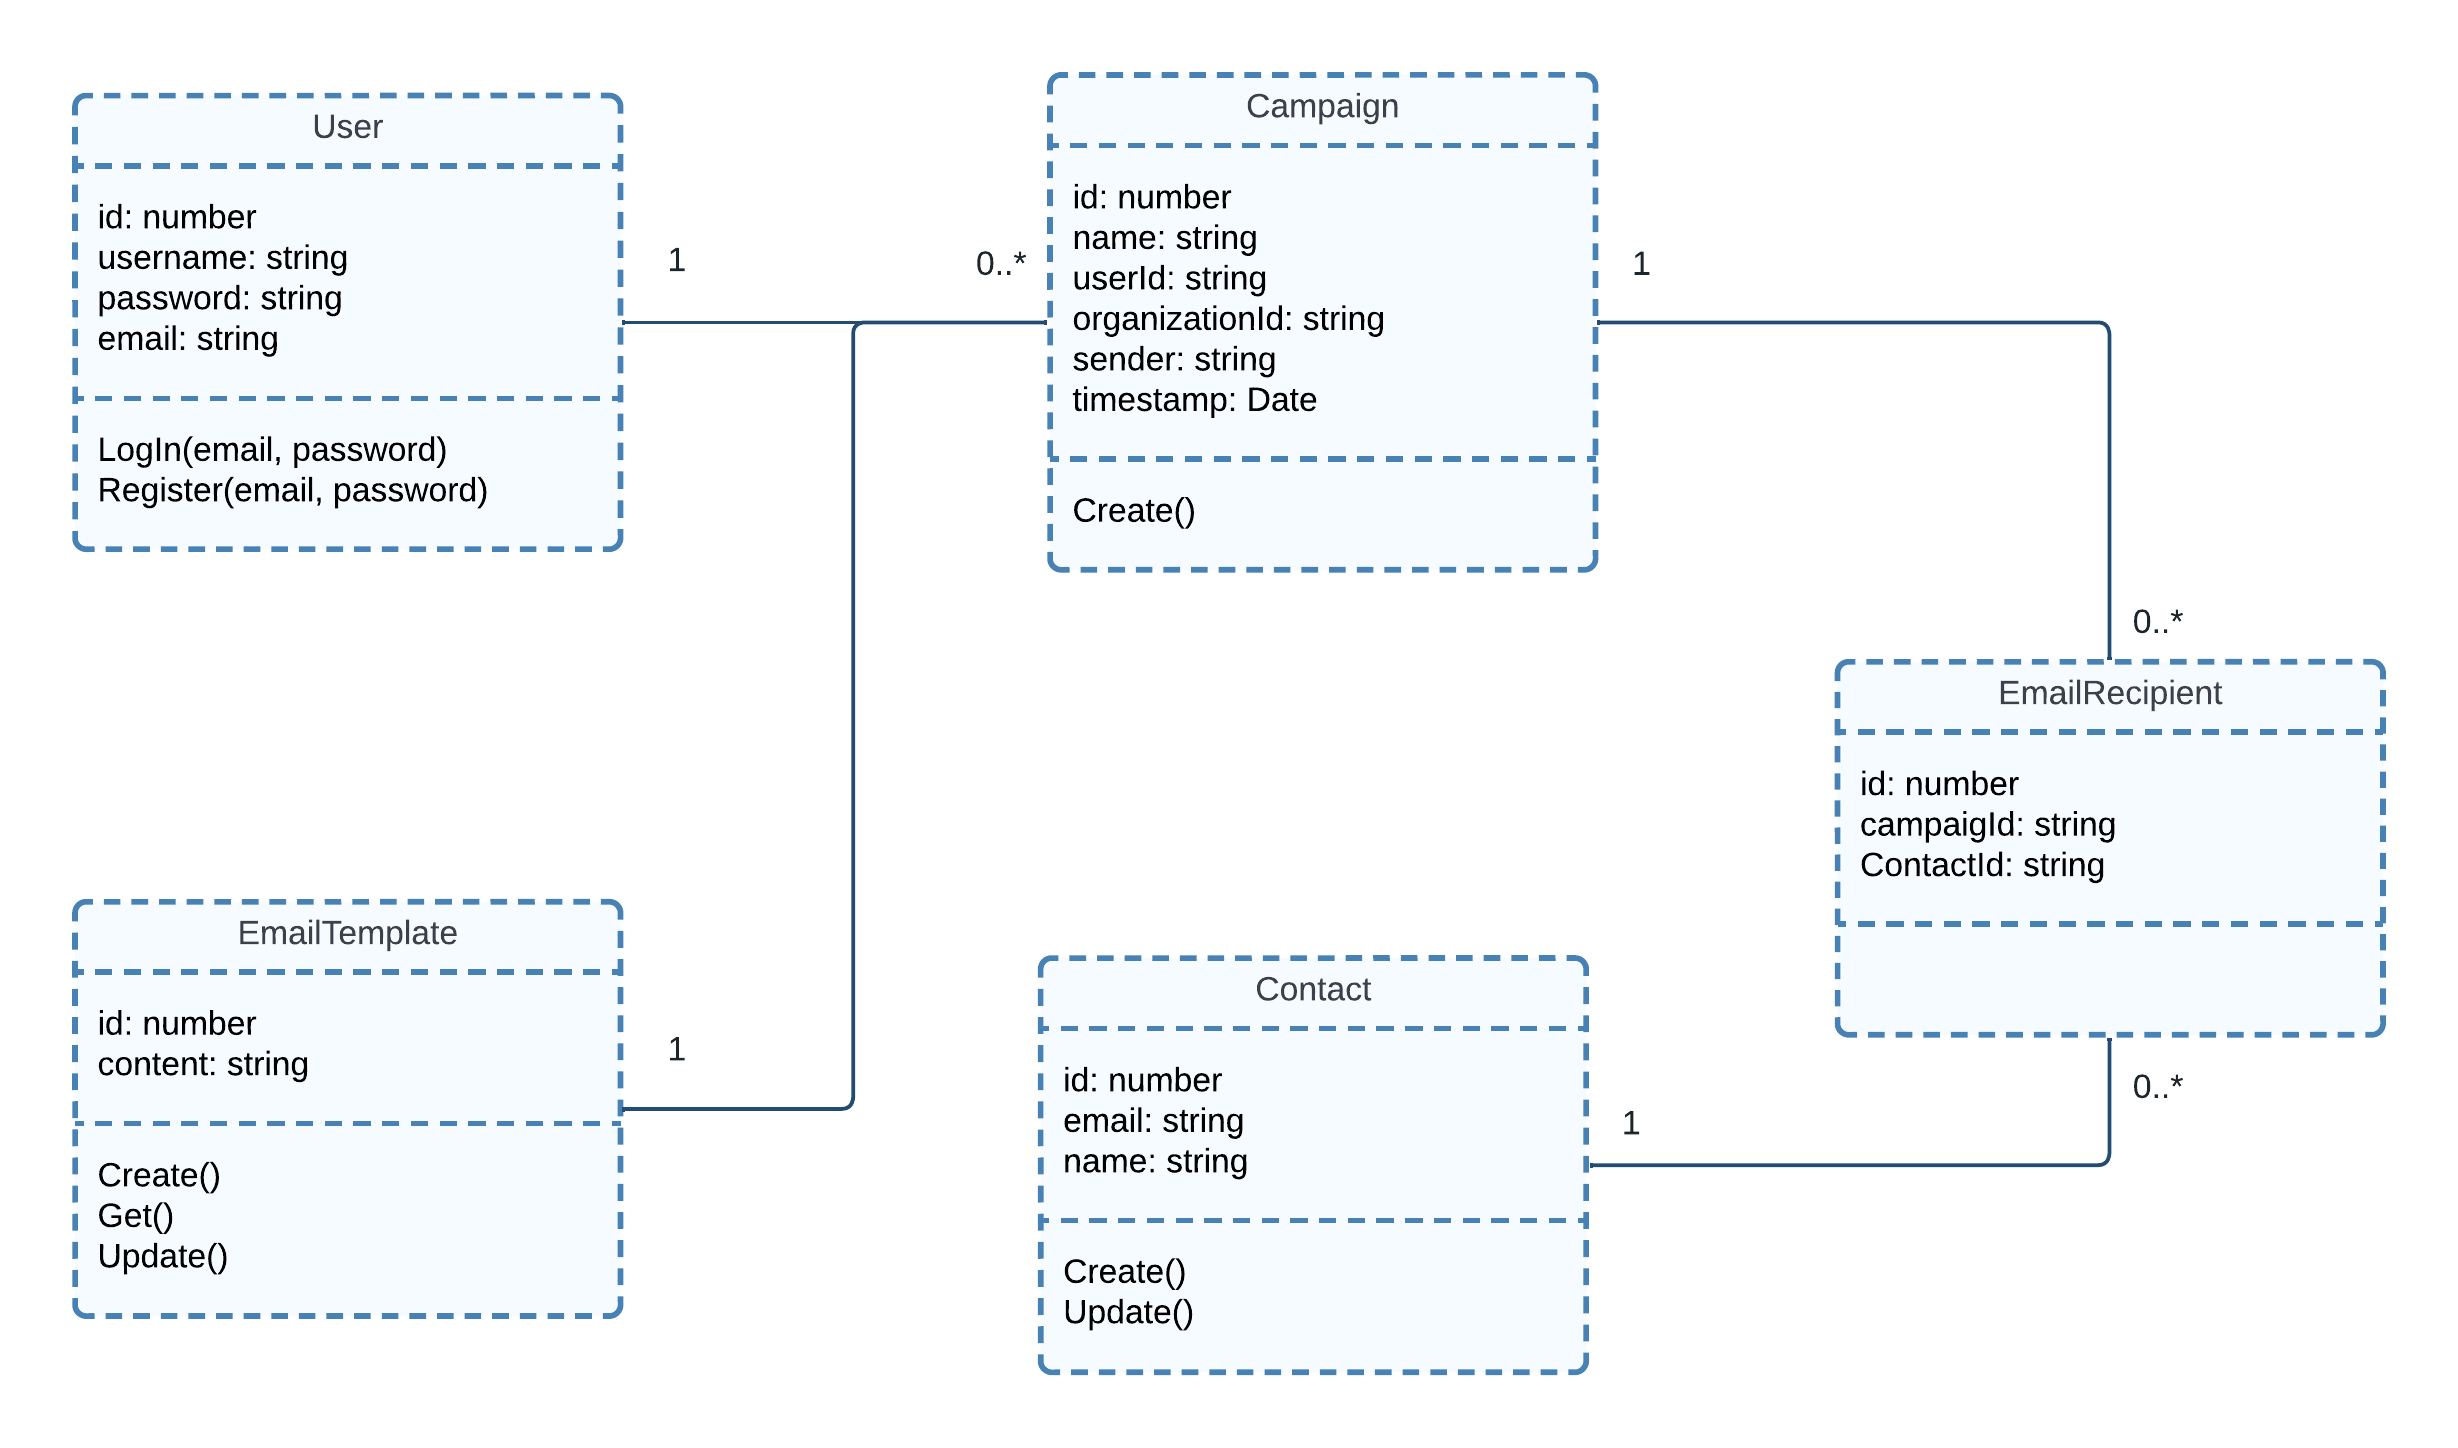 User
id: number
username: string
password: string
email: string
LogIn(email, password)
Register(email, password)
1
0..*
Campaign
id: number
name: string
userId: string
organizationId: string
sender: string
timestamp: Date
Create()
1
0..*
EmailRecipient
id: number
campaigId: string
ContactId: string
0..*
EmailTemplate
id: number
content: string
Create()
Get()
Update()
1
Contact
id: number
email: string
name: string
Create()
Update()
1